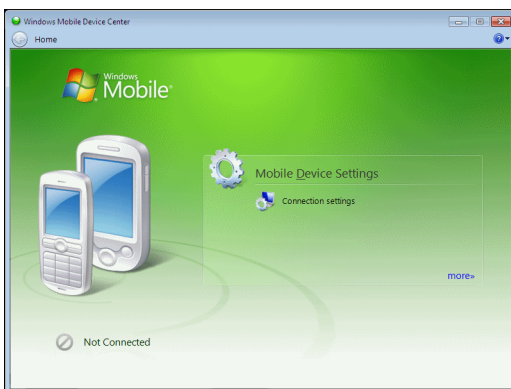 Windows Mobile Device Center
Home
Windows
Mobile
Mobile Device Settings
Connection settings
more»
Not Connected